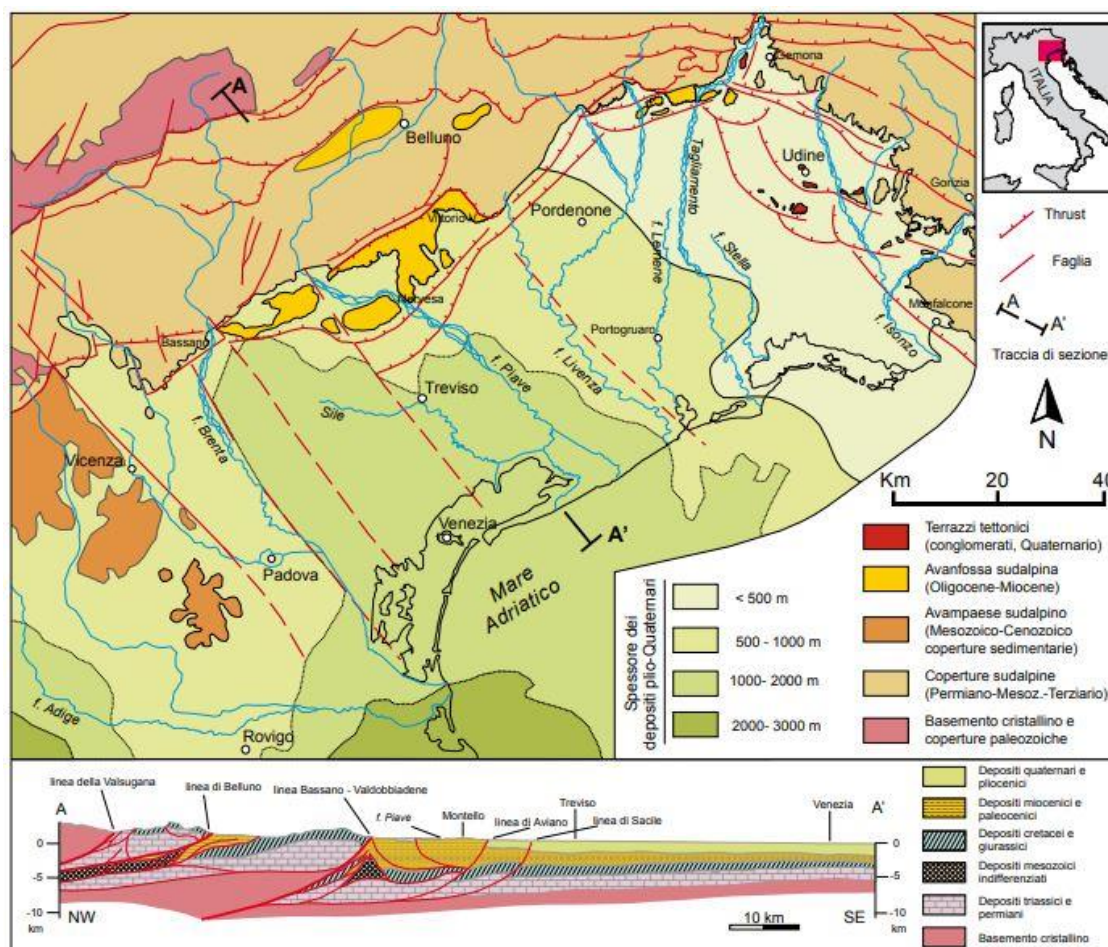 A
Gemona
Belluno
Tagliamento
Udine
Gorizia
Vittorio V.
Pordenone
f. Lemene
f. Stella
Nervesa
Monfalcone
Bassano
Portogruaro
f. Isonzo
f. Piave
f. Livenza
Treviso
Sile
f. Brenta
Vicenza
Venezia
A'
Padova
Mare
Adriatico
f. Adige
Rovigo
ITALIA
Thrust
Faglia
A
A'
Traccia di sezione
N
Km
20
40
Spessore dei
depositi plio-Quaternari
< 500 m
500 - 1000 m
1000- 2000 m
2000- 3000 m
Terrazzi tettonici
(conglomerati, Quaternario)
Avanfossa sudalpina
(Oligocene-Miocene)
Avampaese sudalpino
(Mesozoico-Cenozoico
coperture sedimentarie)
Coperture sudalpine
(Permiano-Mesoz.-Terziario)
Basemento cristallino e
coperture paleozoiche
linea della Valsugana
linea di Belluno
linea Bassano - Valdobbiadene
f. Piave
Montello
linea di Aviano
Treviso
linea di Sacile
Venezia
A
A'
0
-5
-10
km
NW
0
-5
-10
km
SE
10 km
Depositi quaternari e
pliocenici
Depositi miocenici e
paleocenici
Depositi cretacei e
giurassici
Depositi mesozoici
indifferenziati
Depositi triassici e
permiani
Basemento cristallino